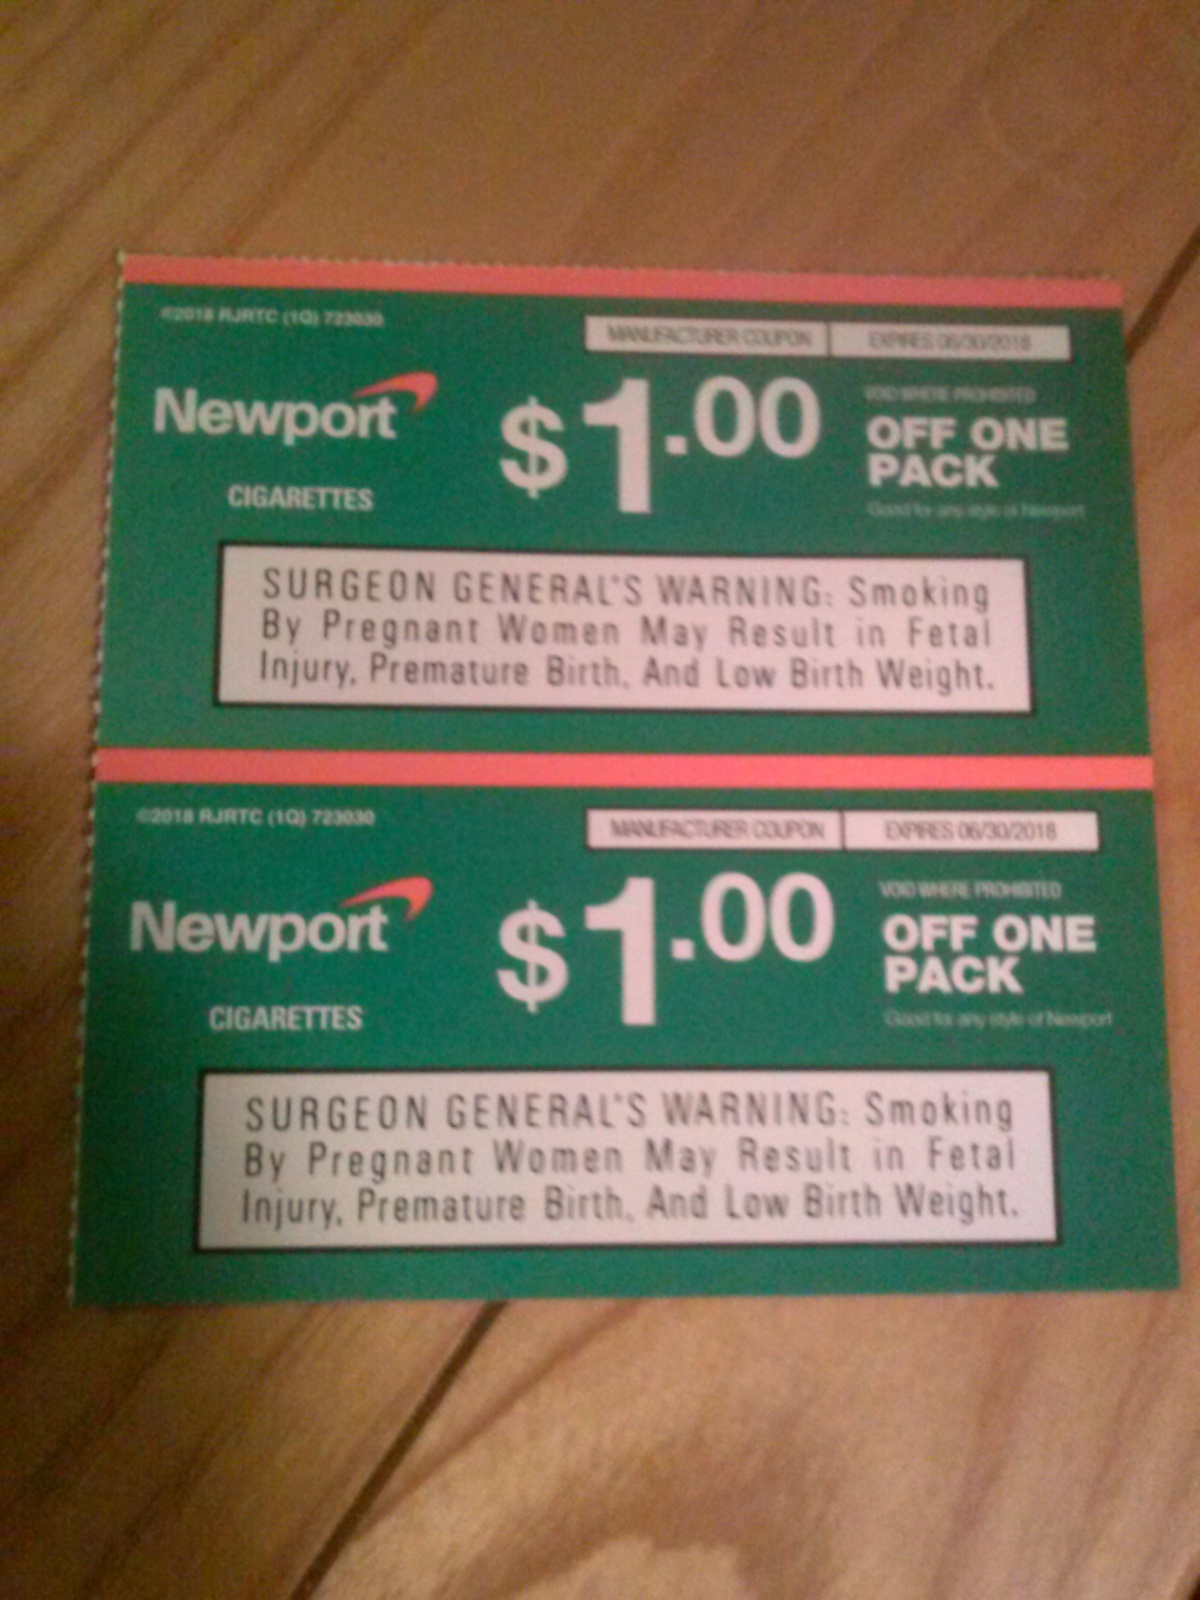 ©2018 RJRTC (1Q) 723030
MANUFACTURER COUPON
EXPIRES 06/30/2018
Newport
CIGARETTES
$1.00
VOID WHERE PROHIBITED
OFF ONE
PACK
Good for any style of Newport
SURGEON GENERAL'S WARNING: Smoking
By Pregnant Women May Result in Fetal
Injury, Premature Birth, And Low Birth Weight.
©2018 RJRTC (1Q) 723030
MANUFACTURER COUPON
EXPIRES 06/30/2018
Newport
CIGARETTES
$1.00
VOID WHERE PROHIBITED
OFF ONE
PACK
Good for any style of Newport
SURGEON GENERAL'S WARNING: Smoking
By Pregnant Women May Result in Fetal
Injury, Premature Birth, And Low Birth Weight.